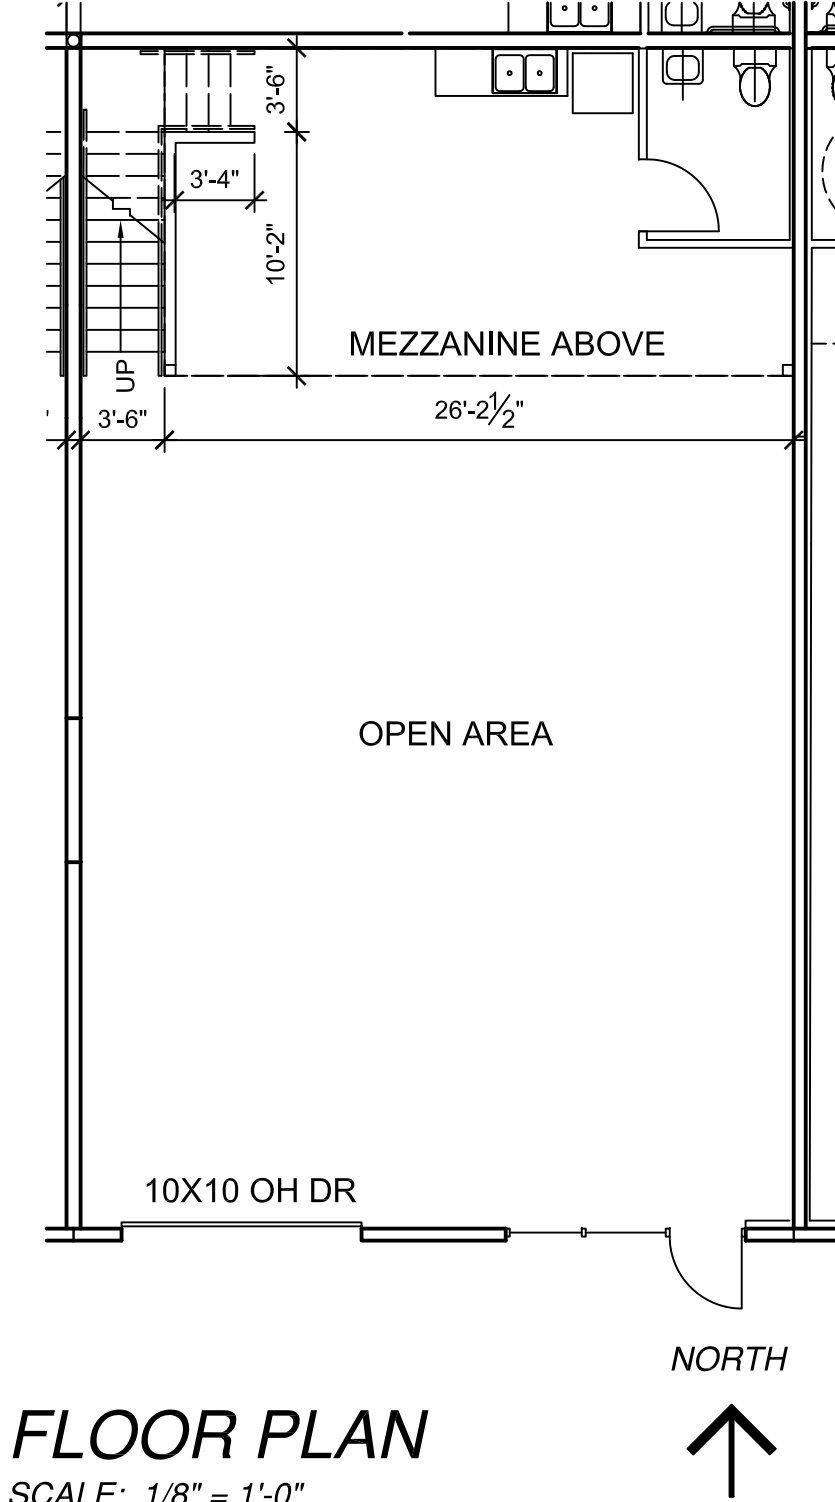 3'-6"
3'-4"
10'-2"
MEZZANINE ABOVE
UP
'
3'-6"
26'-2½"
OPEN AREA
10X10 OH DR
NORTH
FLOOR PLAN
SCALE: 1/8" = 1'-0"